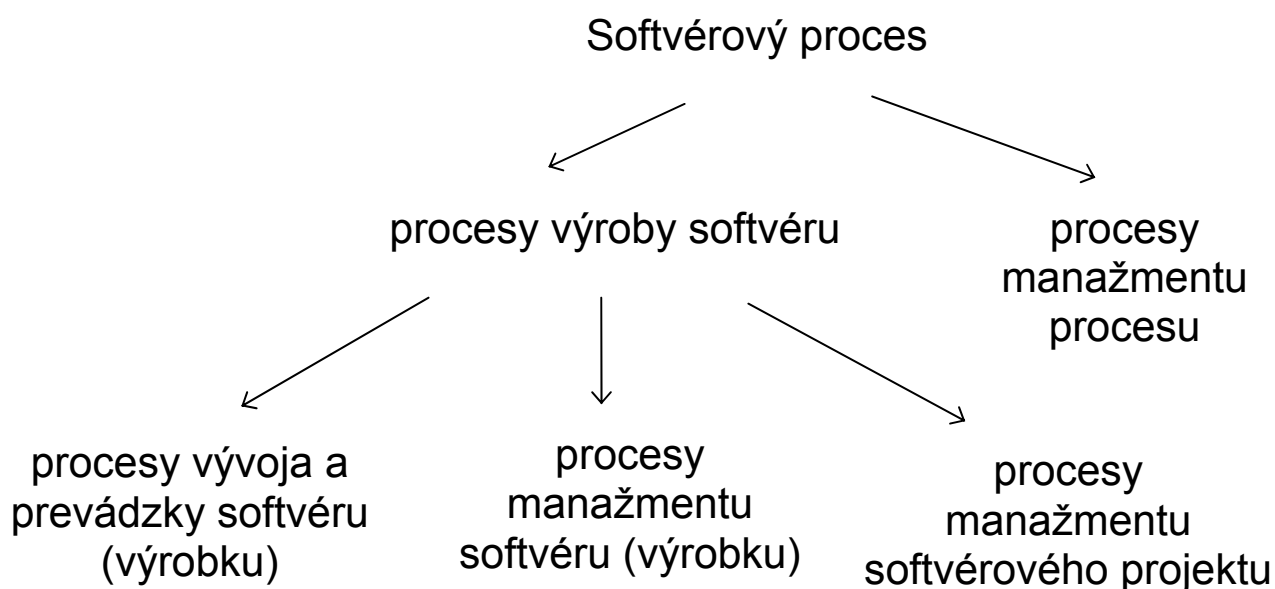 Softvérový proces
procesy výroby softvéru
procesy
manažmentu
procesu
procesy vývoja a
prevádzky softvéru
(výrobku)
procesy
manažmentu
softvéru (výrobku)
procesy
manažmentu
softvérového projektu